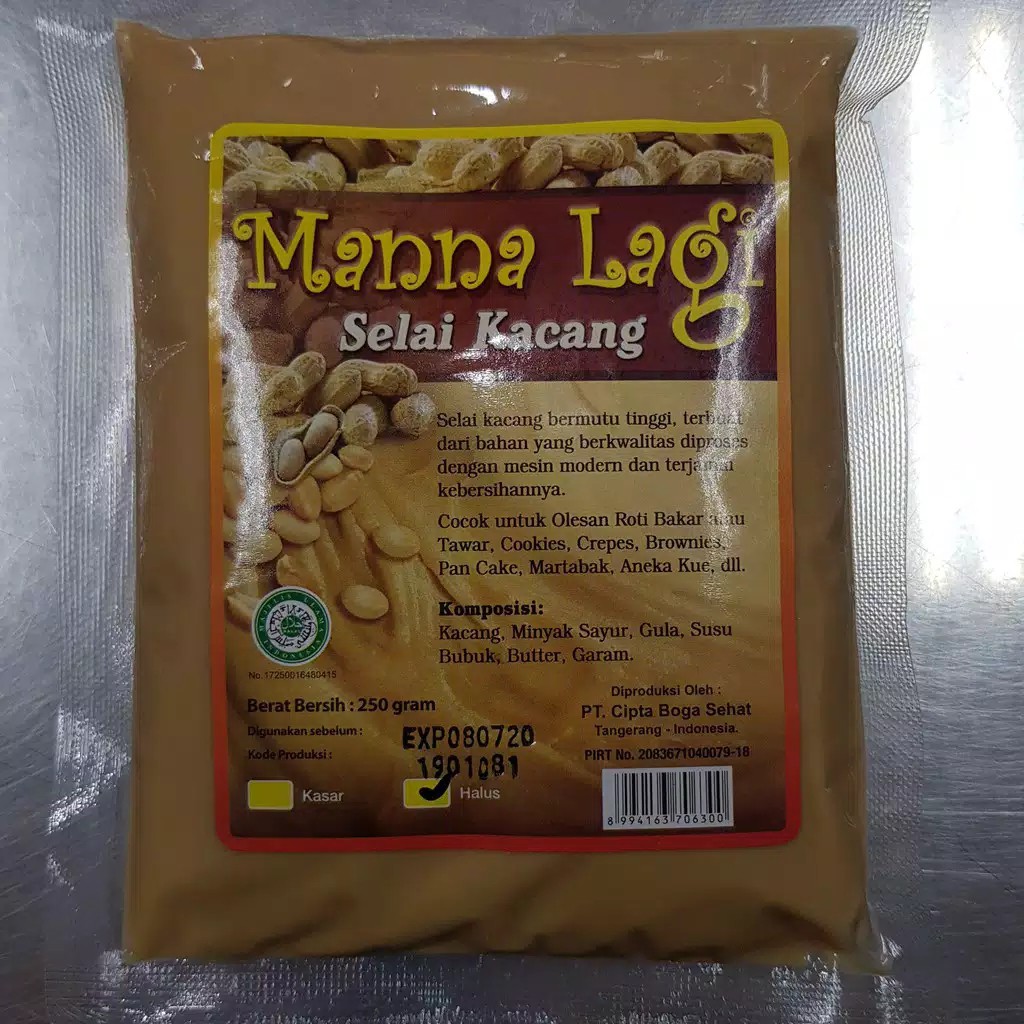 Manna Lagi
Selai Kacang
Selai kacang bermutu tinggi, terbuat
dari bahan yang berkwalitas diproses
dengan mesin modern dan terjamin
kebersihannya.
Cocok untuk Olesan Roti Bakar atau
Tawar, Cookies, Crepes, Brownies,
Pan Cake, Martabak, Aneka Kue, dll.
Komposisi:
Kacang, Minyak Sayur, Gula, Susu
Bubuk, Butter, Garam.
No. 17250016480415
Berat Bersih : 250 gram
Digunakan sebelum :
EXP080720
Kode Produksi :
1901081
Kasar
Halus
Diproduksi Oleh :
PT. Cipta Boga Sehat
Tangerang - Indonesia.
PIRT No. 2083671040079-18
8 994163 706300